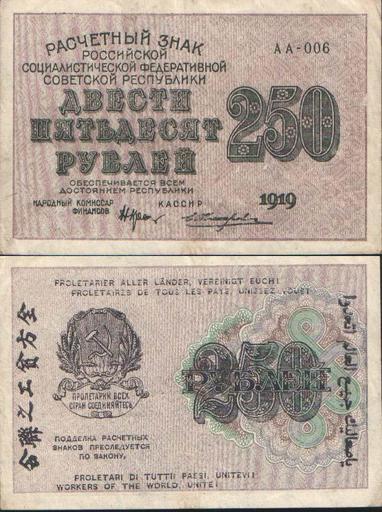 РАСЧЕТНЫЙ ЗНАК
АА-006
РОССИЙСКОЙ
СОЦИАЛИСТИЧЕСКОЙ ФЕДЕРАТИВНОЙ
СОВЕТСКОЙ РЕСПУБЛИКИ
ДВЕСТИ
ПЯТЬДЕСЯТ
РУБЛЕЙ
250
ОБЕСПЕЧИВАЕТСЯ ВСЕМ
ДОСТОЯНИЕМ РЕСПУБЛИКИ
1919
НАРОДНЫЙ КОМИССАР
ФИНАНСОВ
КАССИР
PROLETARIER ALLER LÄNDER, VEREINIGT EUCH!
PROLÉTAIRES DE TOUS LES PAYS, UNISSEZ-VOUS!
ПРОЛЕТАРИИ ВСЕХ
СТРАН СОЕДИНЯЙТЕСЬ
250
РУБЛЕЙ
ПОДДЕЛКА РАСЧЕТНЫХ
ЗНАКОВ ПРЕСЛЕДУЕТСЯ
ПО ЗАКОНУ.
PROLETARI DI TUTTI PAESI, UNITEVI!
WORKERS OF THE WORLD, UNITE!